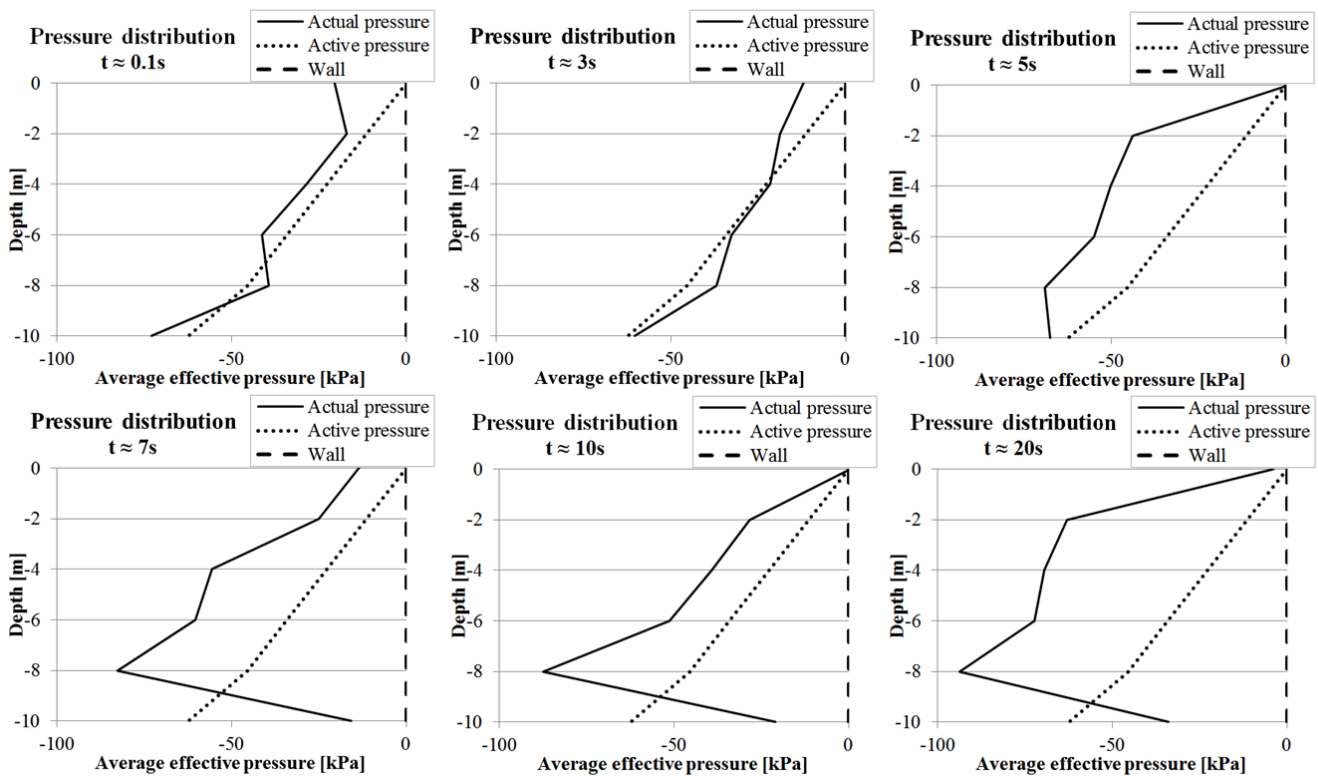 Pressure distribution
t ≈ 0.1s
Actual pressure
Active pressure
Wall
0
-2
-4
-6
-8
-10
Depth [m]
-100
-50
0
Average effective pressure [kPa]
Pressure distribution
t ≈ 3s
Actual pressure
Active pressure
Wall
0
-2
-4
-6
-8
-10
Depth [m]
-100
-50
0
Average effective pressure [kPa]
Pressure distribution
t ≈ 5s
Actual pressure
Active pressure
Wall
0
-2
-4
-6
-8
-10
Depth [m]
-100
-50
0
Average effective pressure [kPa]
Pressure distribution
t ≈ 7s
Actual pressure
Active pressure
Wall
0
-2
-4
-6
-8
-10
Depth [m]
-100
-50
0
Average effective pressure [kPa]
Pressure distribution
t ≈ 10s
Actual pressure
Active pressure
Wall
0
-2
-4
-6
-8
-10
Depth [m]
-100
-50
0
Average effective pressure [kPa]
Pressure distribution
t ≈ 20s
Actual pressure
Active pressure
Wall
0
-2
-4
-6
-8
-10
Depth [m]
-100
-50
0
Average effective pressure [kPa]